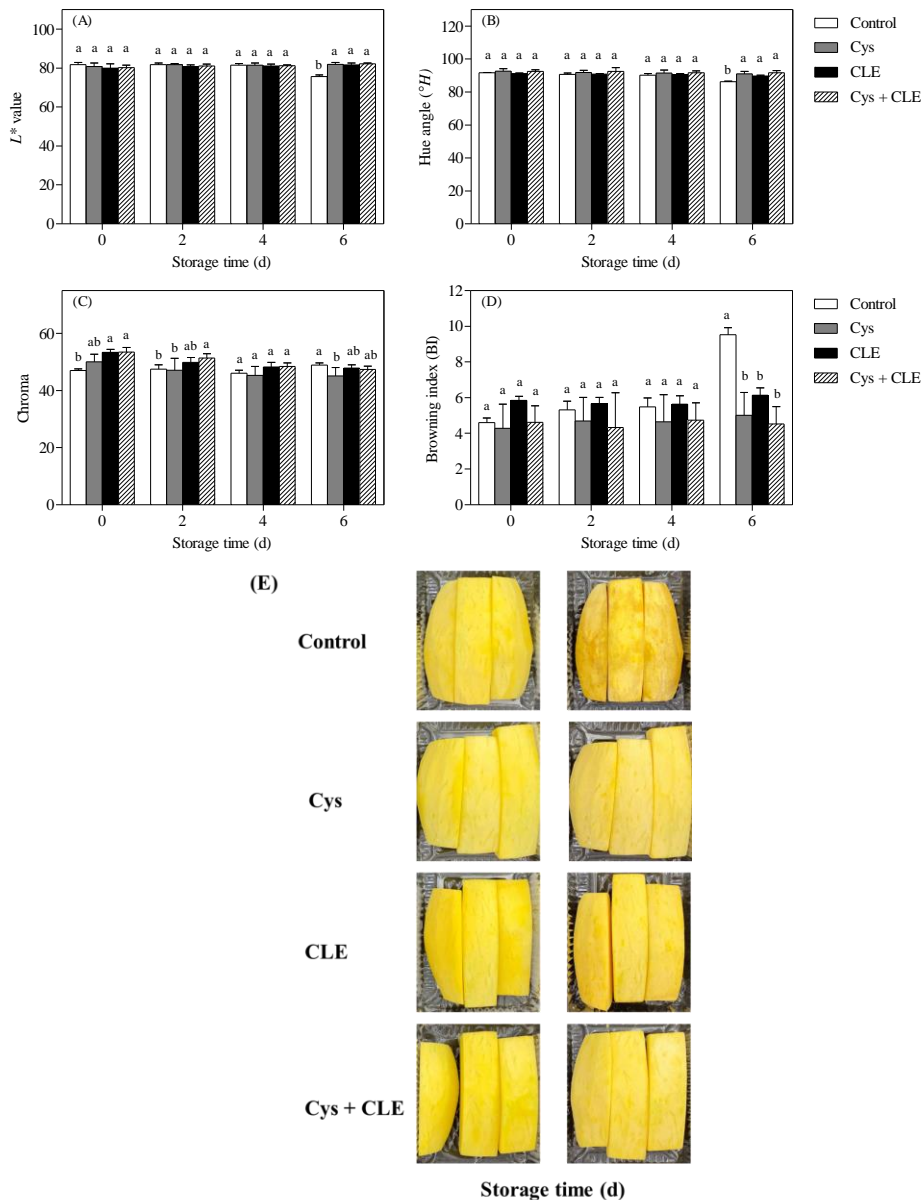 (A)
100
80
60
40
20
0
L* value
a a a a
a a a a
a a a a
b a a a
0 2 4 6
Storage time (d)
(B)
120
100
80
60
40
20
0
Hue angle (°H)
a a a a
a a a a
a a a a
b a a a
0 2 4 6
Storage time (d)
Control
Cys
CLE
Cys + CLE
(C)
60
40
20
0
Chroma
b ab a a
b b ab a
a a a a
a b ab ab
0 2 4 6
Storage time (d)
(D)
12
10
8
6
4
2
0
Browning index (BI)
a a a a
a a a a
a a a a
a b b b
0 2 4 6
Storage time (d)
Control
Cys
CLE
Cys + CLE
(E)
Control
Cys
CLE
Cys + CLE
Storage time (d)